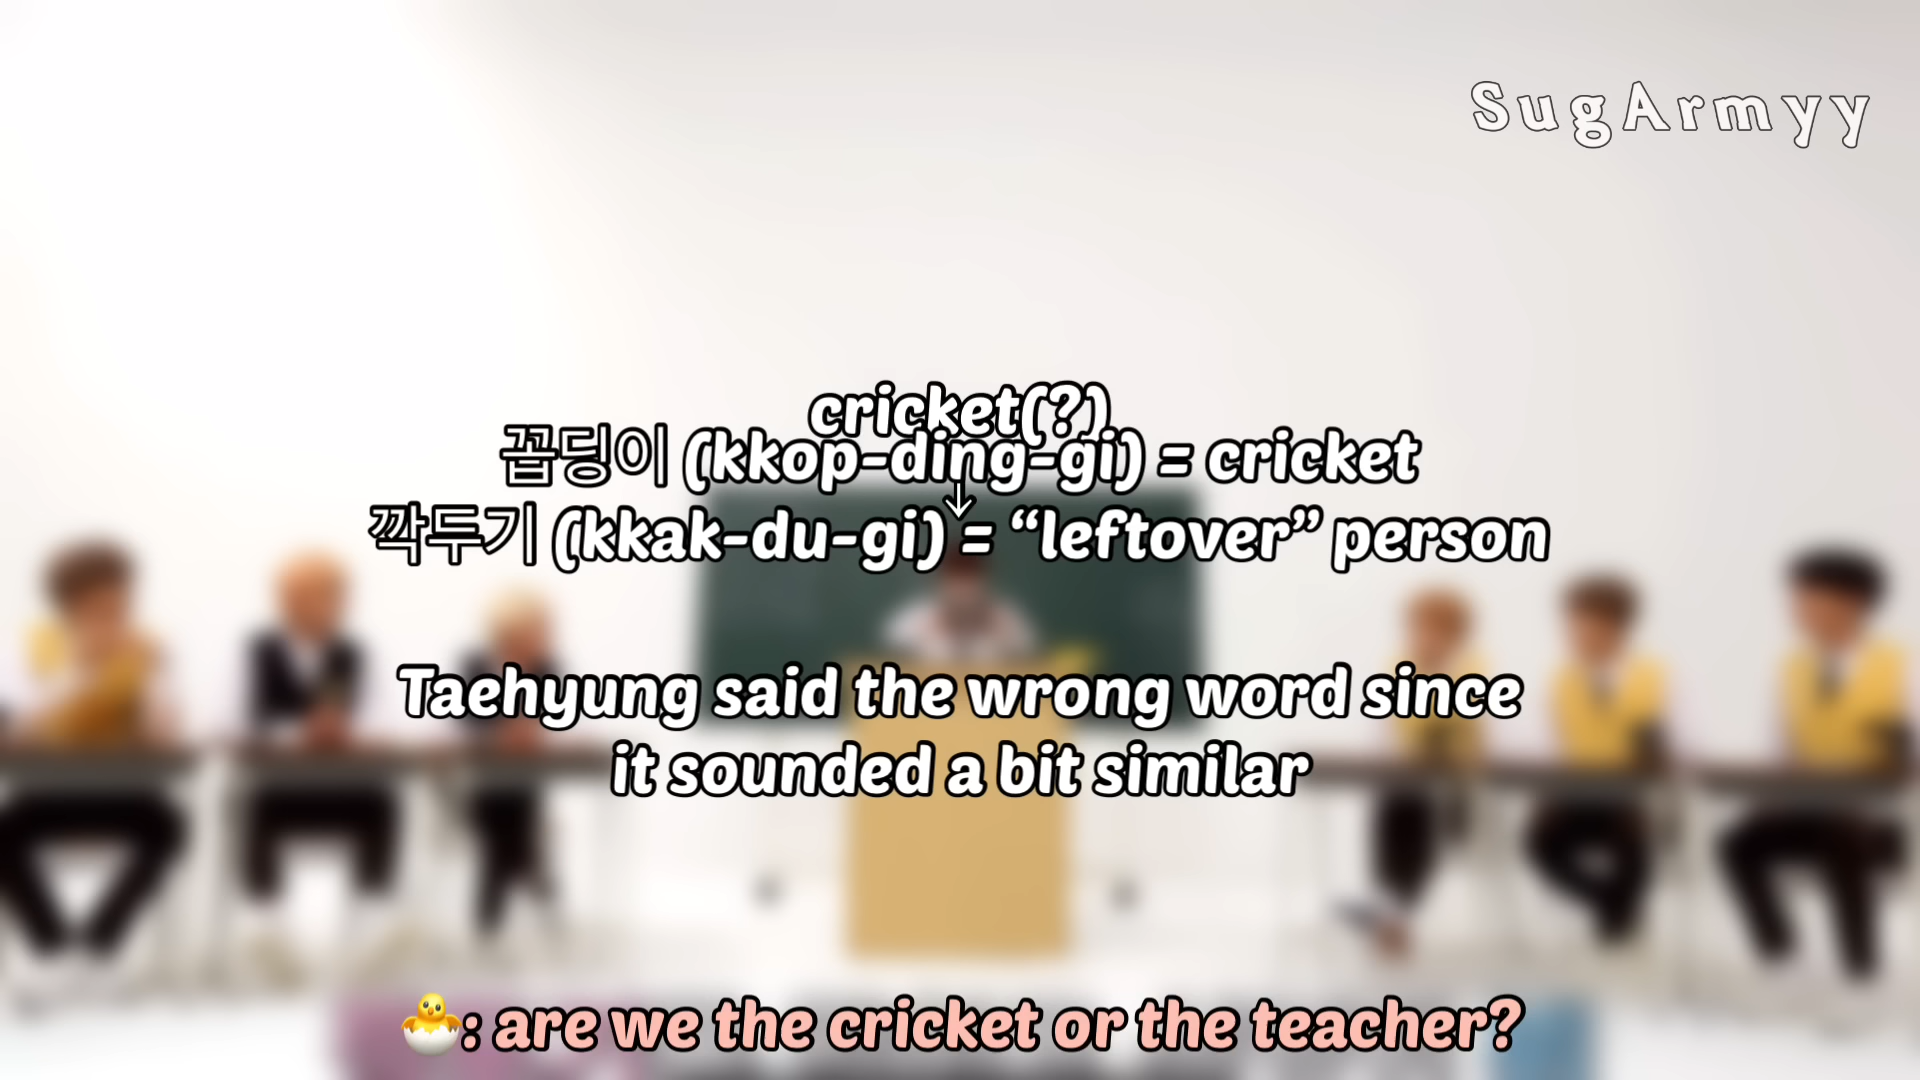 SugArmyy
cricket(?)
꼽딩이 (kkop-ding-gi) = cricket
↓
깍두기 (kkak-du-gi) = “leftover” person
Taehyung said the wrong word since
it sounded a bit similar
🐣: are we the cricket or the teacher?